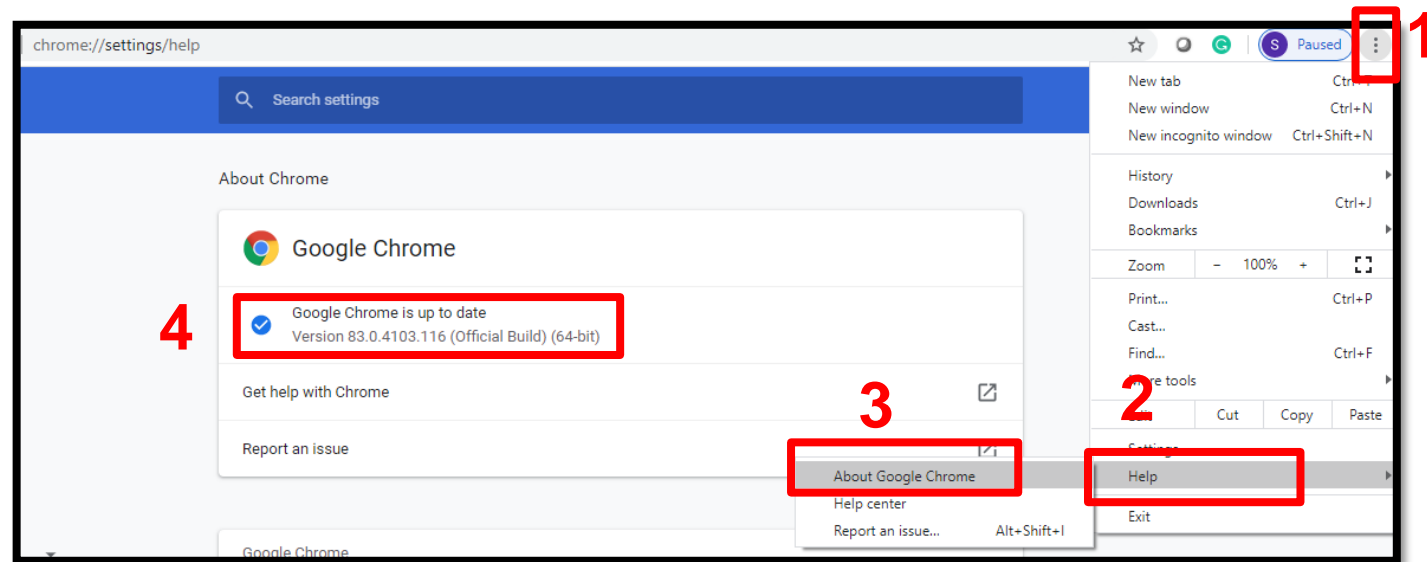 1
chrome://settings/help
S Paused
Search settings
About Chrome
Google Chrome
4
Google Chrome is up to date
Version 83.0.4103.116 (Official Build) (64-bit)
Get help with Chrome
Report an issue
Google Chrome
New tab
New window Ctrl+N
New incognito window Ctrl+Shift+N
History
Downloads Ctrl+J
Bookmarks
Zoom - 100% +
Print... Ctrl+P
Cast...
Find... Ctrl+F
tools
2
Cut Copy Paste
Settings
Help
Exit
3
About Google Chrome
Help center
Report an issue... Alt+Shift+I